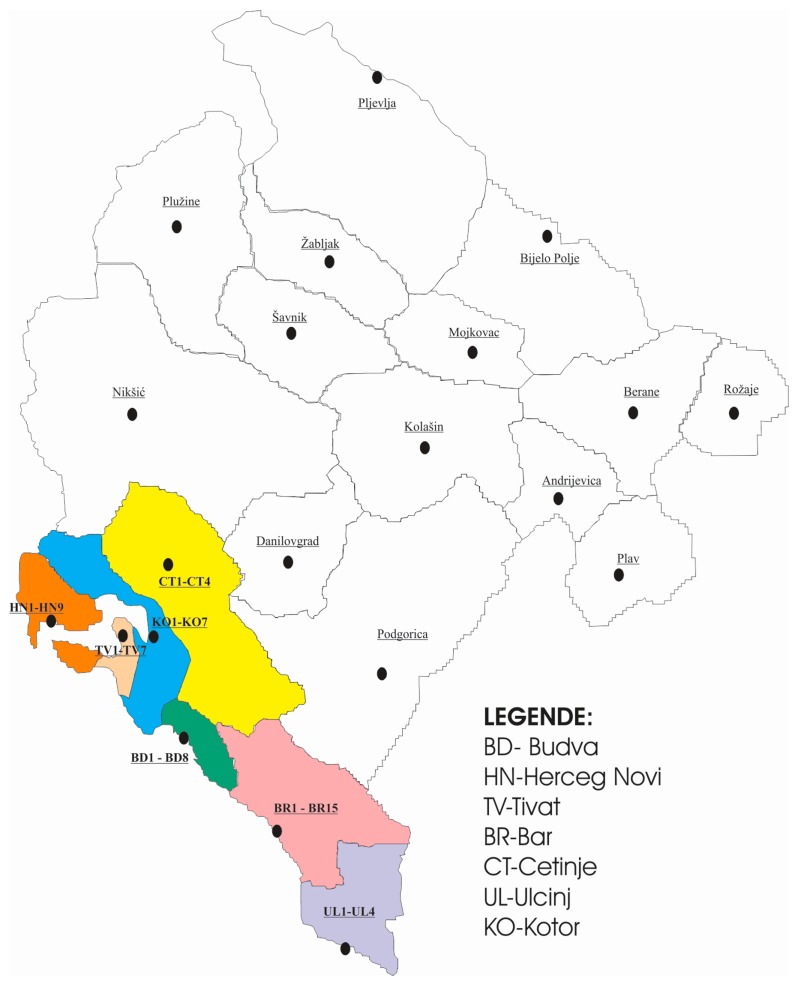 Pljevlja
Plužine
Žabljak
Bijelo Polje
Šavnik
Mojkovac
Nikšić
Berane
Rožaje
Kolašin
Andrijevica
Danilovgrad
Plav
CT1-CT4
HN1-HN9
KO1-KO7
TV1-TV7
Podgorica
BD1 - BD8
BR1 - BR15
UL1-UL4
LEGENDE:
BD- Budva
HN-Herceg Novi
TV-Tivat
BR-Bar
CT-Cetinje
UL-Ulcinj
KO-Kotor